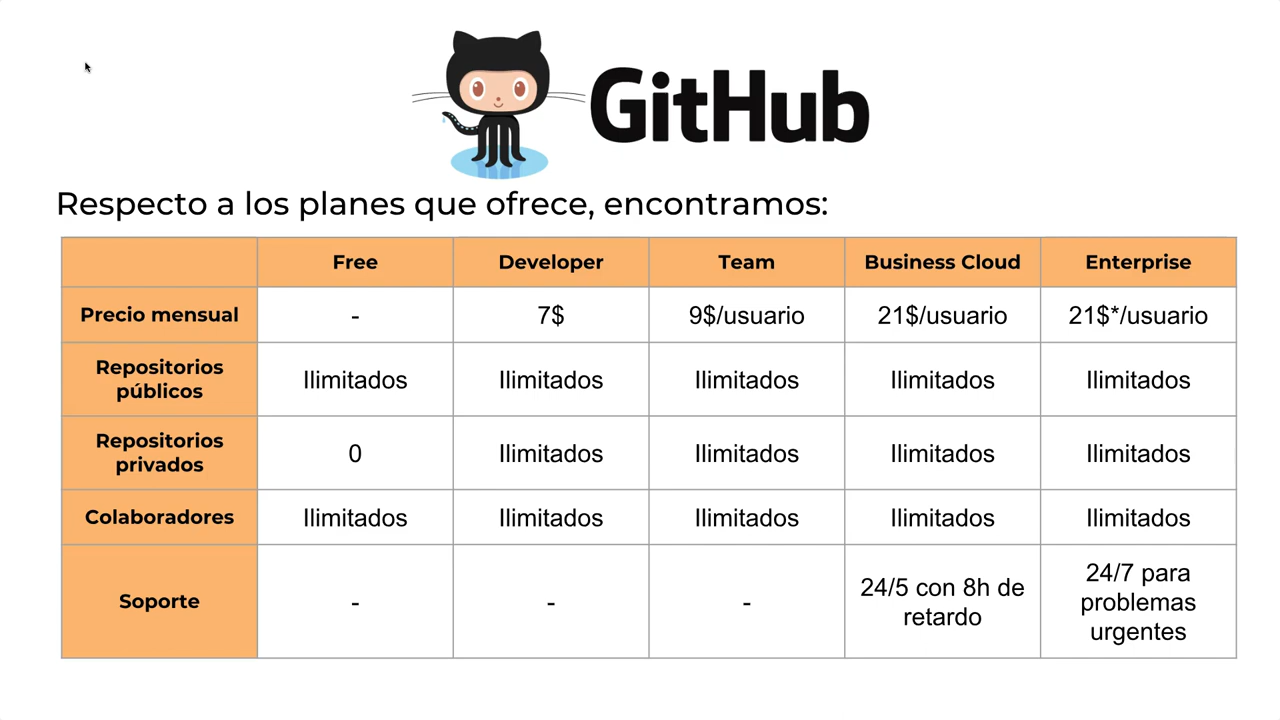 GitHub
Respecto a los planes que ofrece, encontramos:
Free Developer Team Business Cloud Enterprise
Precio mensual - 7$ 9$/usuario 21$/usuario 21$*/usuario
Repositorios públicos Ilimitados Ilimitados Ilimitados Ilimitados Ilimitados
Repositorios privados 0 Ilimitados Ilimitados Ilimitados Ilimitados
Colaboradores Ilimitados Ilimitados Ilimitados Ilimitados Ilimitados
Soporte - - - 24/5 con 8h de retardo 24/7 para problemas urgentes